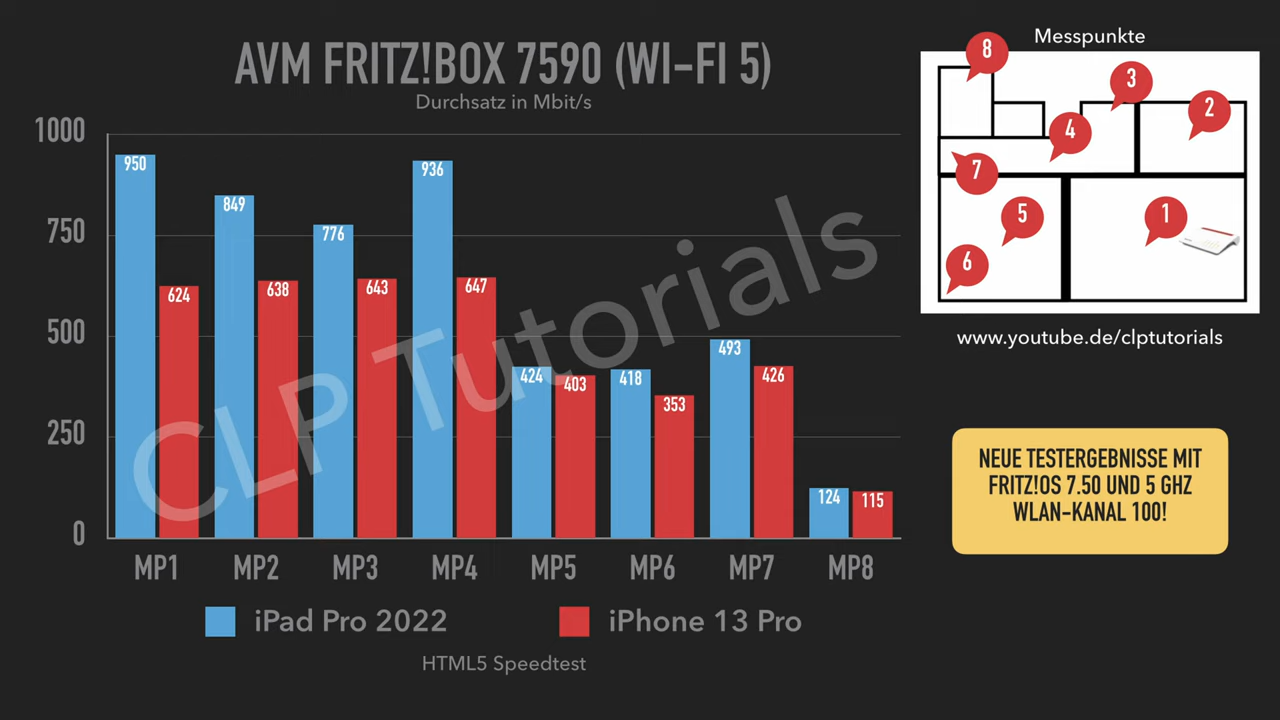 AVM FRITZ!BOX 7590 (WI-FI 5)
Durchsatz in Mbit/s
1000
750
500
250
0
950
624
849
638
776
643
936
647
424
403
418
353
493
426
124
115
MP1 MP2 MP3 MP4 MP5 MP6 MP7 MP8
iPad Pro 2022 iPhone 13 Pro
HTML5 Speedtest
CLP Tutorials
Messpunkte
8
3
2
4
7
5
1
6
www.youtube.de/clptutorials
NEUE TESTERGEBNISSE MIT
FRITZ!OS 7.50 UND 5 GHZ
WLAN-KANAL 100!